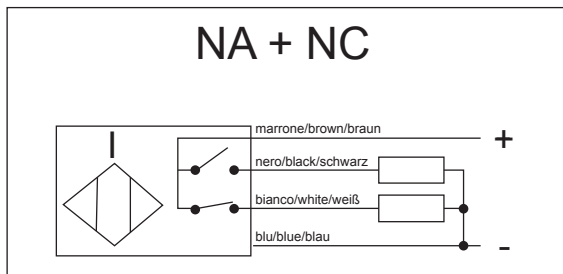 NA + NC
marrone/brown/braun
+
nero/black/schwarz
I
bianco/white/weiß
blu/blue/blau
-